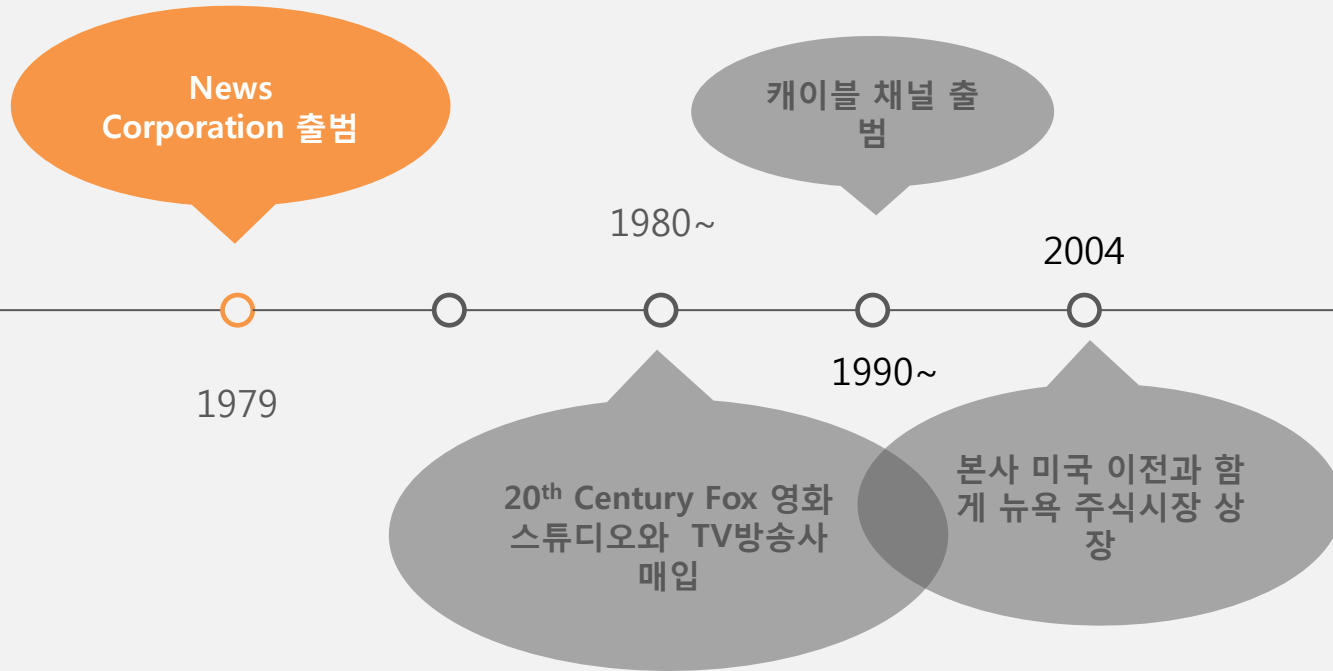 News
Corporation 출범
1979
1980~
20th Century Fox 영화
스튜디오와 TV방송사
매입
캐이블 채널 출
범
1990~
2004
본사 미국 이전과 함
게 뉴욕 주식시장 상
장